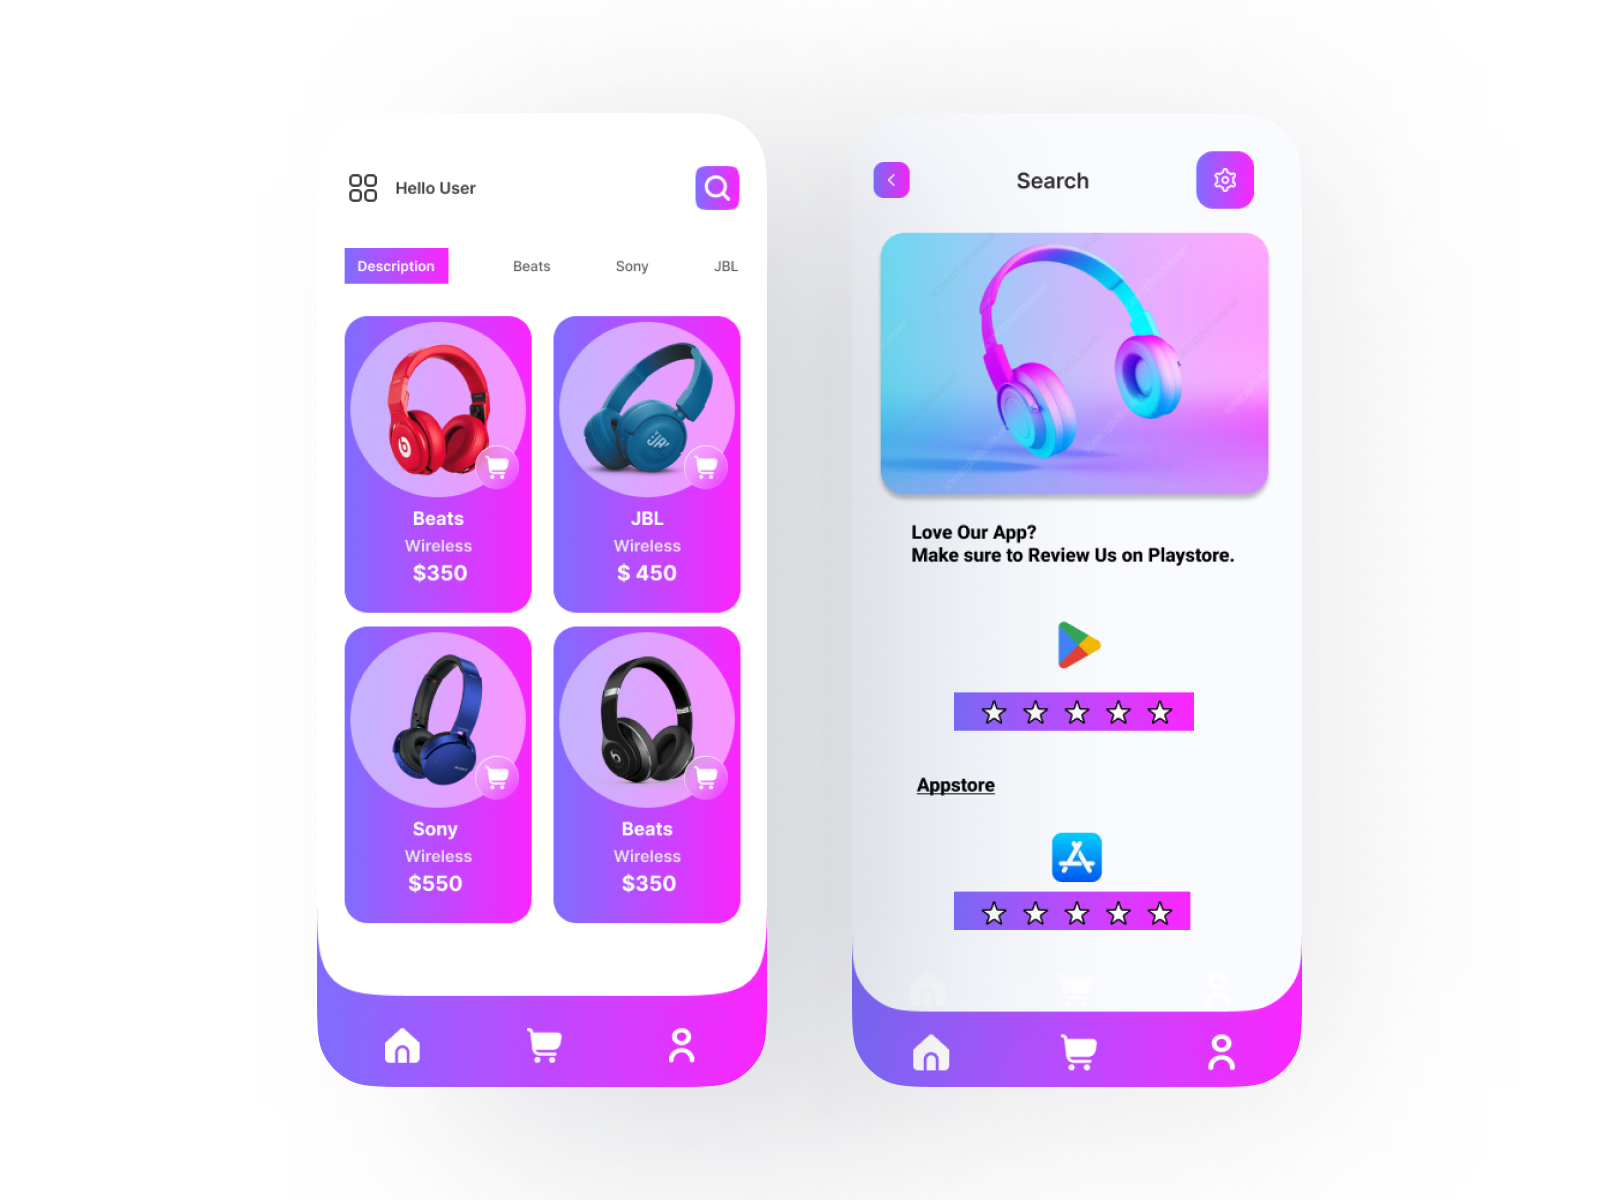 Hello User
Description
Beats
Sony
JBL
Beats
Wireless
$350
JBL
Wireless
$ 450
Sony
Wireless
$550
Beats
Wireless
$350
Search
Love Our App?
Make sure to Review Us on Playstore.
Appstore